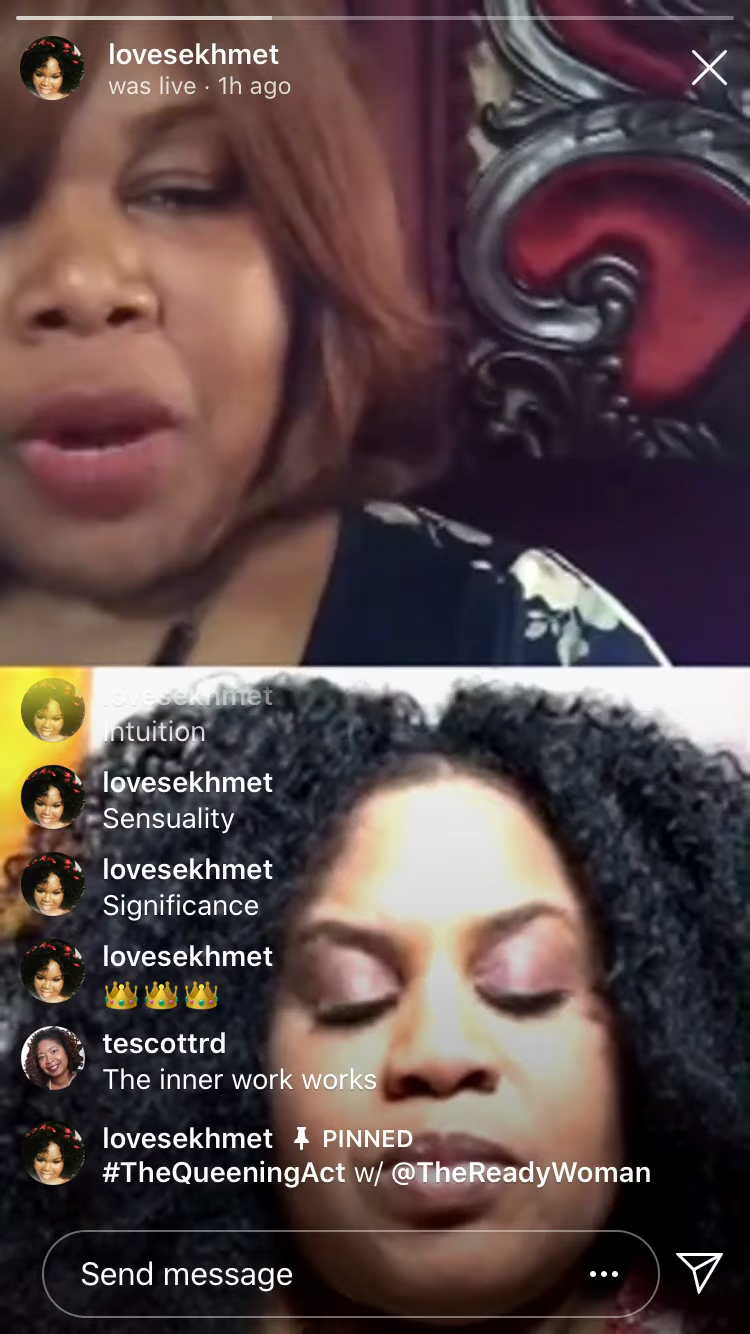 lovesekhmet
was live · 1h ago
lovesekhmet
Intuition
lovesekhmet
Sensuality
lovesekhmet
Significance
lovesekhmet
👑👑👑
tescottrd
The inner work works
lovesekhmet 📌 PINNED
#TheQueeningAct w/ @TheReadyWoman
Send message